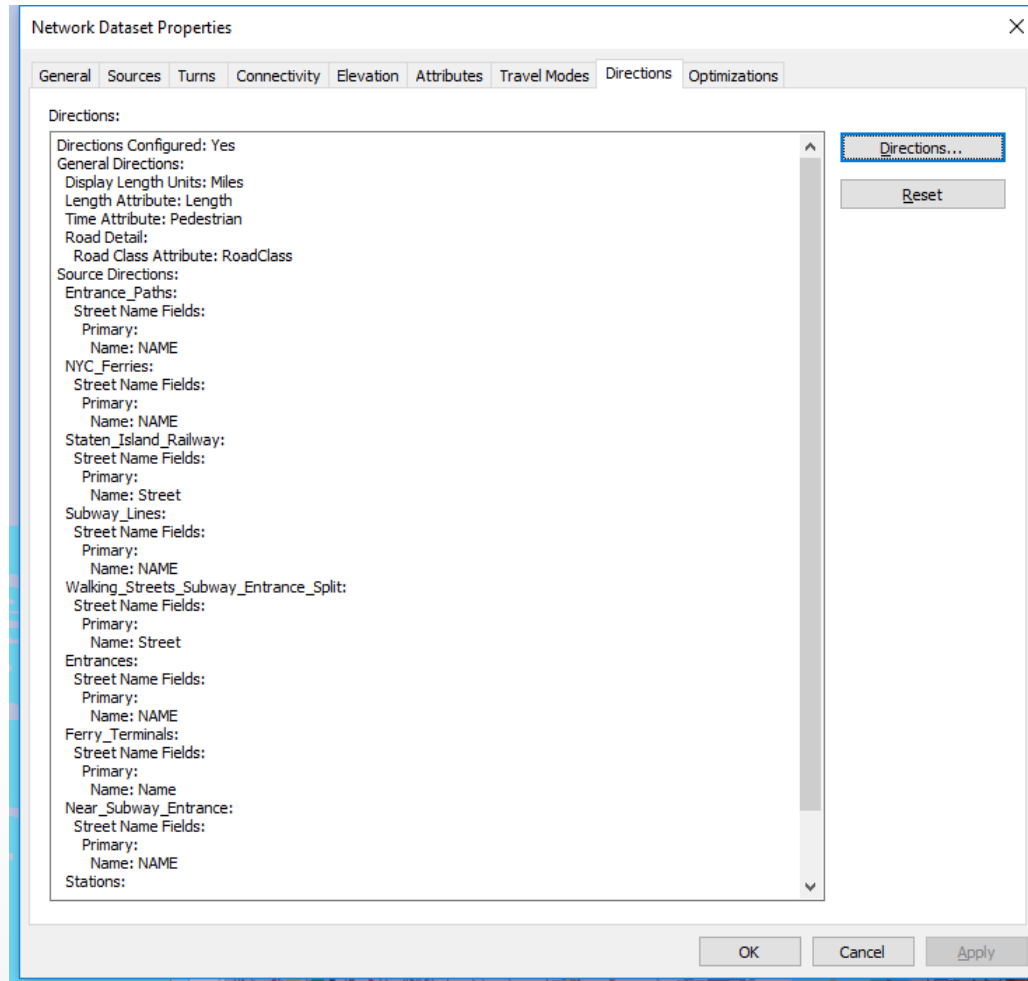 Network Dataset Properties
General Sources Turns Connectivity Elevation Attributes Travel Modes Directions Optimizations
Directions:
Directions Configured: Yes
General Directions:
Display Length Units: Miles
Length Attribute: Length
Time Attribute: Pedestrian
Road Detail:
Road Class Attribute: RoadClass
Source Directions:
Entrance_Paths:
Street Name Fields:
Primary:
Name: NAME
NYC_Ferries:
Street Name Fields:
Primary:
Name: NAME
Staten_Island_Railway:
Street Name Fields:
Primary:
Name: Street
Subway_Lines:
Street Name Fields:
Primary:
Name: NAME
Walking_Streets_Subway_Entrance_Split:
Street Name Fields:
Primary:
Name: Street
Entrances:
Street Name Fields:
Primary:
Name: NAME
Ferry_Terminals:
Street Name Fields:
Primary:
Name: Name
Near_Subway_Entrance:
Street Name Fields:
Primary:
Name: NAME
Stations:
Directions...
Reset
OK Cancel Apply